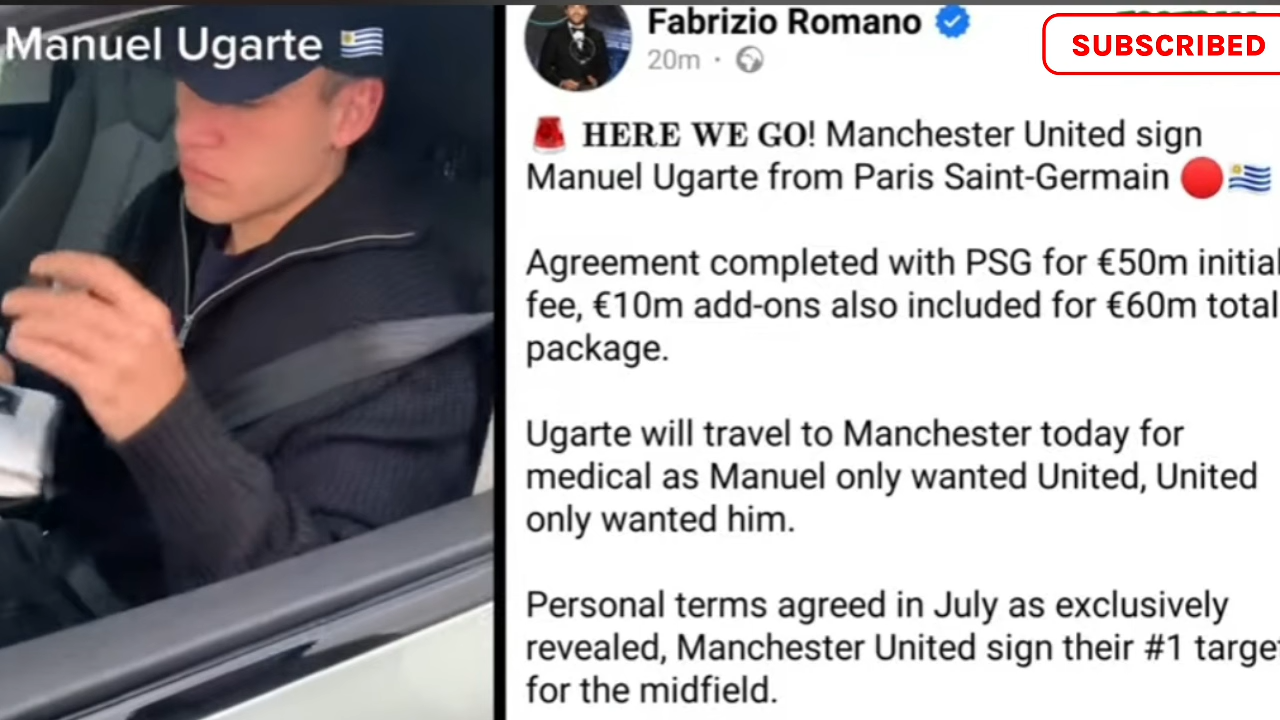 Manuel Ugarte 🇺🇾
Fabrizio Romano
20m ·
SUBSCRIBED
🚨 𝐇𝐄𝐑𝐄 𝐖𝐄 𝐆𝐎! Manchester United sign
Manuel Ugarte from Paris Saint-Germain 🔴🇺🇾
Agreement completed with PSG for €50m initial
fee, €10m add-ons also included for €60m total
package.
Ugarte will travel to Manchester today for
medical as Manuel only wanted United, United
only wanted him.
Personal terms agreed in July as exclusively
revealed, Manchester United sign their #1 target
for the midfield.